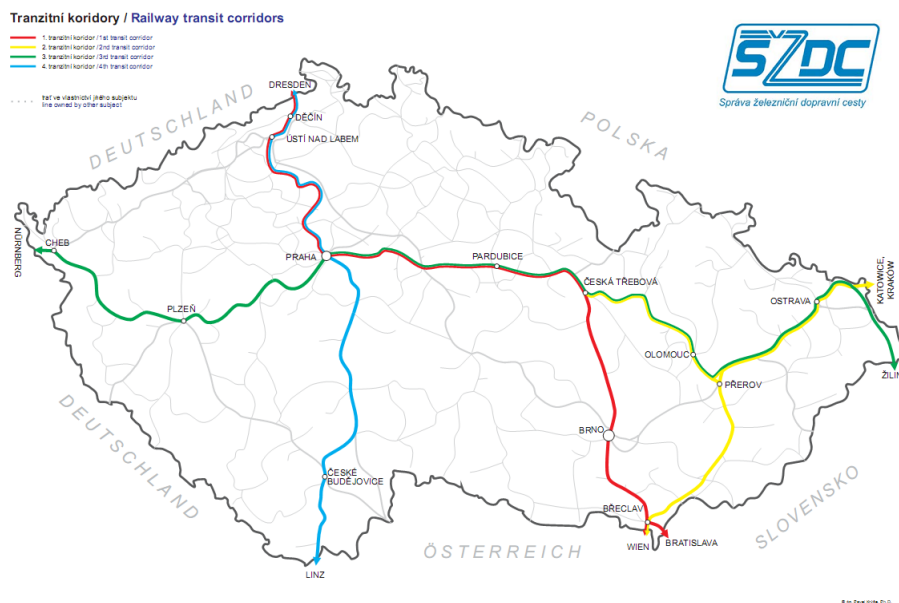 Tranzitní koridory / Railway transit corridors
1. tranzitní koridor / 1st transit corridor
2. tranzitní koridor / 2nd transit corridor
3. tranzitní koridor / 3rd transit corridor
4. tranzitní koridor / 4th transit corridor
trať ve vlastnictví jiného subjektu
line owned by other subject
SŽDC
Správa železniční dopravní cesty
DRESDEN
DEUTSCHLAND
DĚČÍN
ÚSTÍ NAD LABEM
POLSKA
NÜRNBERG
CHEB
PRAHA
PARDUBICE
ČESKÁ TŘEBOVÁ
KATOWICE,
KRAKÓW
OSTRAVA
PLZEŇ
OLOMOUC
ŽILIN
PŘEROV
DEUTSCHLAND
BRNO
ČESKÉ
BUDĚJOVICE
BŘECLAV
SLOVENSKO
WIEN
BRATISLAVA
ÖSTERREICH
LINZ